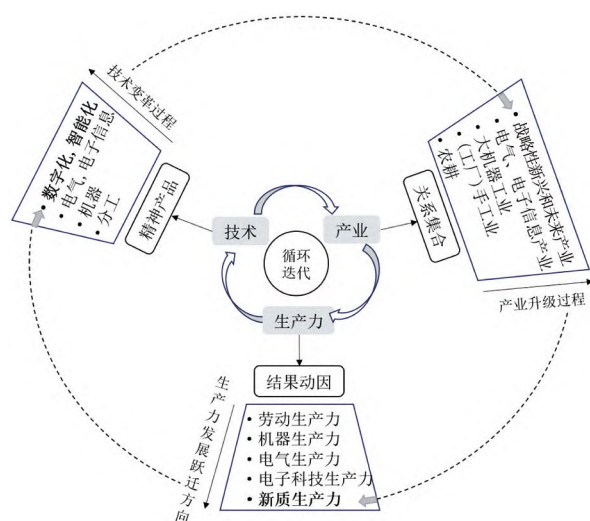 技术变革过程
数字化,智能化
电气,电子信息
机器
分工
精神产品
技术
产业
循环
迭代
生产力
关系集合
农耕
(工厂)手工业
大机器工业
电气、电子信息产业
战略性新兴和未来产业
产业升级过程
结果动因
生产力发展跃迁方向
• 劳动生产力
• 机器生产力
• 电气生产力
• 电子科技生产力
• 新质生产力